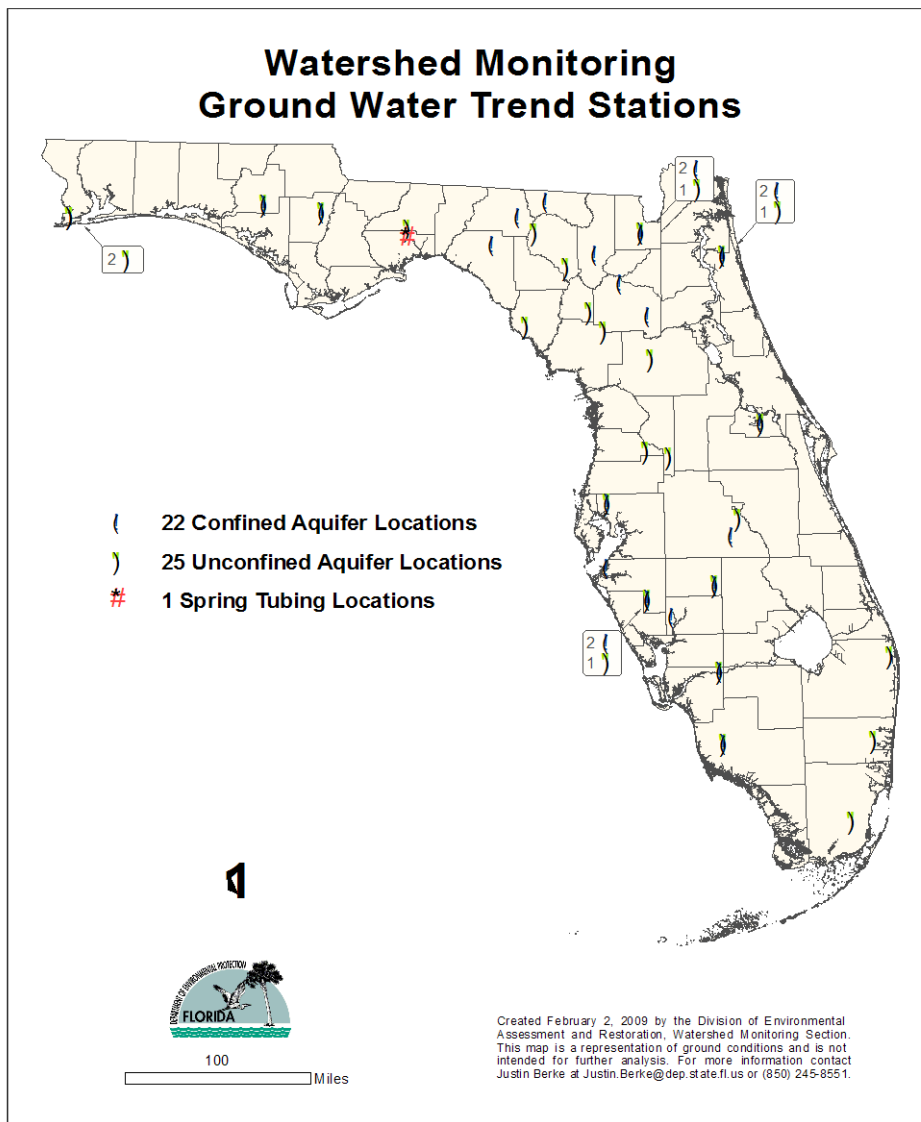 Watershed Monitoring
Ground Water Trend Stations
2
1
2
1
2
22 Confined Aquifer Locations
25 Unconfined Aquifer Locations
1 Spring Tubing Locations
2
1
DEPARTMENT OF ENVIRONMENTAL PROTECTION
FLORIDA
100
Miles
Created February 2, 2009 by the Division of Environmental
Assessment and Restoration, Watershed Monitoring Section.
This map is a representation of ground conditions and is not
intended for further analysis. For more information contact
Justin Berke at Justin.Berke@dep.state.fl.us or (850) 245-8551.